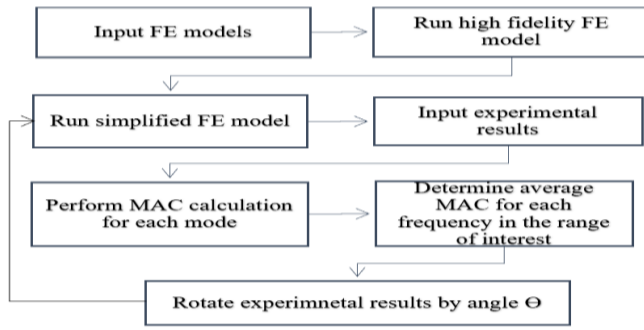 Input FE models
Run high fidelity FE
model
Run simplified FE model
Input experimental
results
Perform MAC calculation
for each mode
Determine average
MAC for each
frequency in the range
of interest
Rotate experimnetal results by angle Θ